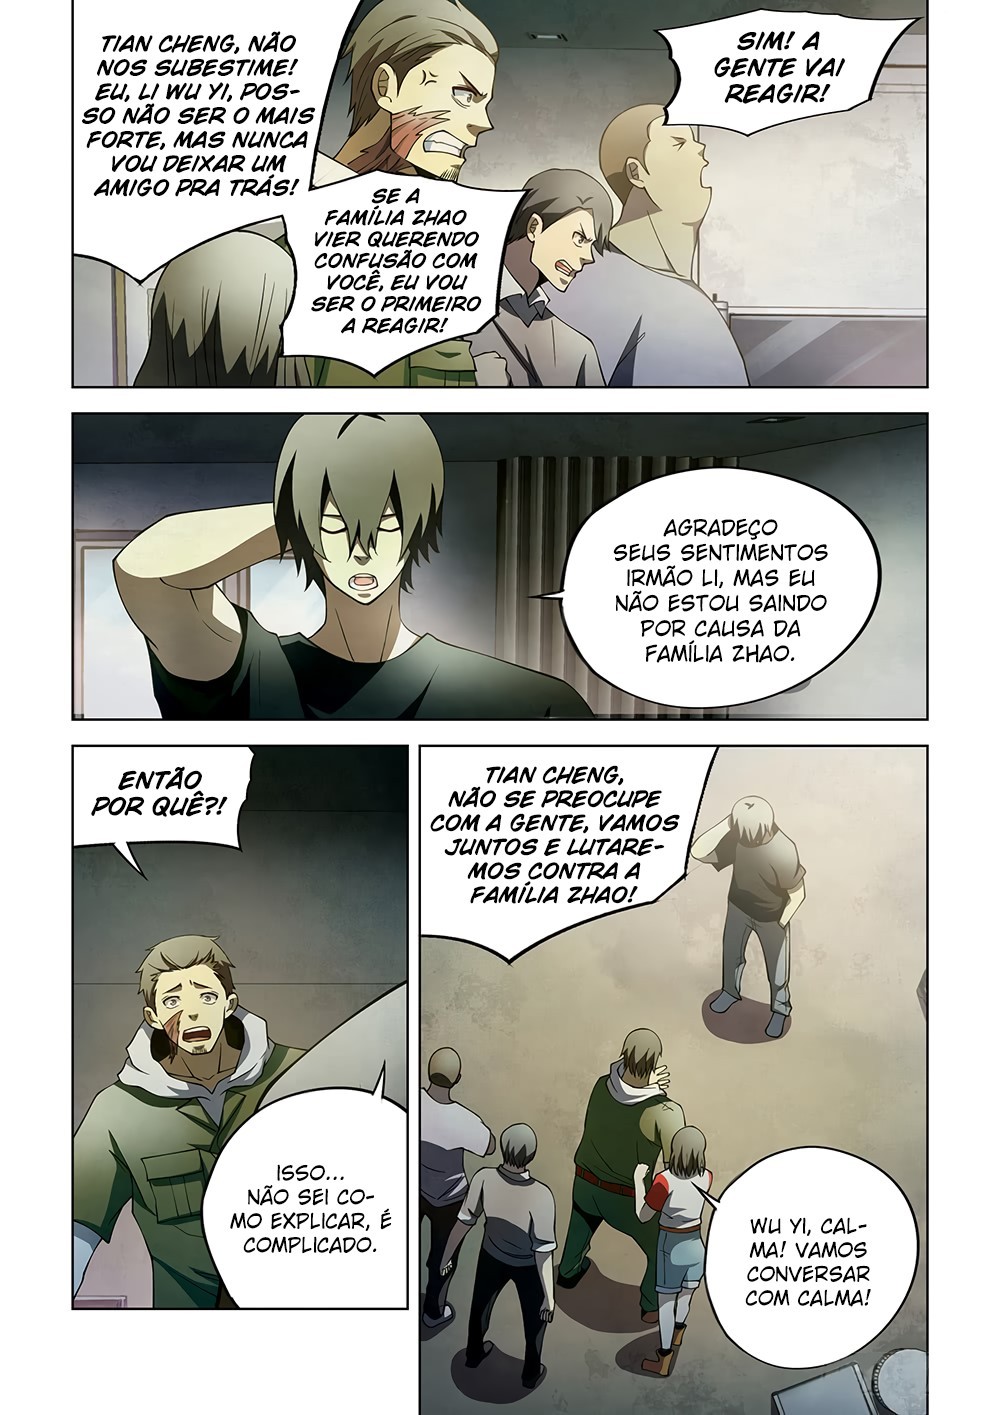 TIAN CHENG, NÃO
NOS SUBESTIME!
EU, LI WU YI, POS-
SO NÃO SER O MAIS
FORTE, MAS NUNCA
VOU DEIXAR UM
AMIGO PRA TRÁS!
SIM! A
GENTE VAI
REAGIR!
SE A
FAMÍLIA ZHAO
VIER QUERENDO
CONFUSÃO COM
VOCÊ, EU VOU
SER O PRIMEIRO
A REAGIR!
AGRADEÇO
SEUS SENTIMENTOS
IRMÃO LI, MAS EU
NÃO ESTOU SAINDO
POR CAUSA DA
FAMÍLIA ZHAO.
ENTÃO
POR QUÊ?!
ISSO...
NÃO SEI CO-
MO EXPLICAR, É
COMPLICADO.
TIAN CHENG,
NÃO SE PREOCUPE
COM A GENTE, VAMOS
JUNTOS E LUTARE-
MOS CONTRA A
FAMÍLIA ZHAO!
WU YI, CAL-
MA! VAMOS
CONVERSAR
COM CALMA!